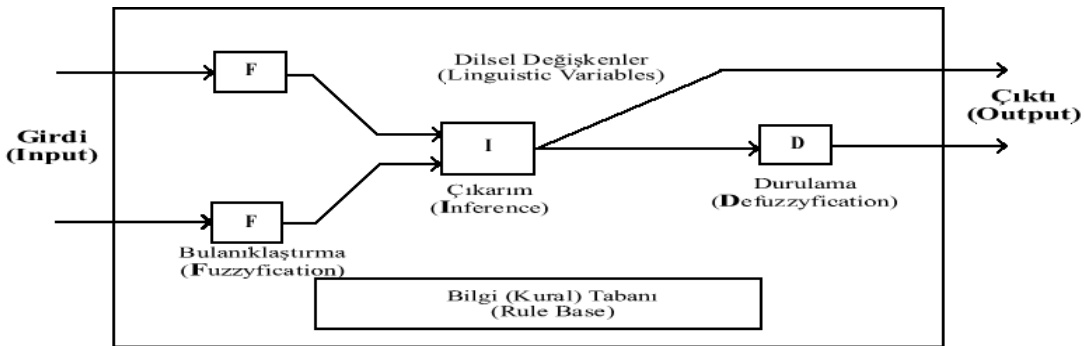 F
Dilsel Değişkenler
(Linguistic Variables)
Çıktı
(Output)
Girdi
(Input)
I
D
Çıkarım
(Inference)
Durulama
(Defuzzyfication)
F
Bulanıklaştırma
(Fuzzyfication)
Bilgi (Kural) Tabanı
(Rule Base)